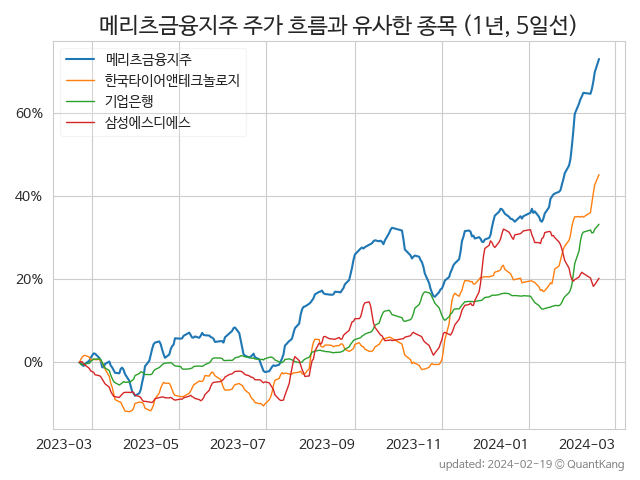 메리츠금융지주 주가 흐름과 유사한 종목 (1년, 5일선)
메리츠금융지주
한국타이어앤테크놀로지
기업은행
삼성에스디에스
60%
40%
20%
0%
2023-03 2023-05 2023-07 2023-09 2023-11 2024-01 2024-03
updated: 2024-02-19 © QuantKang